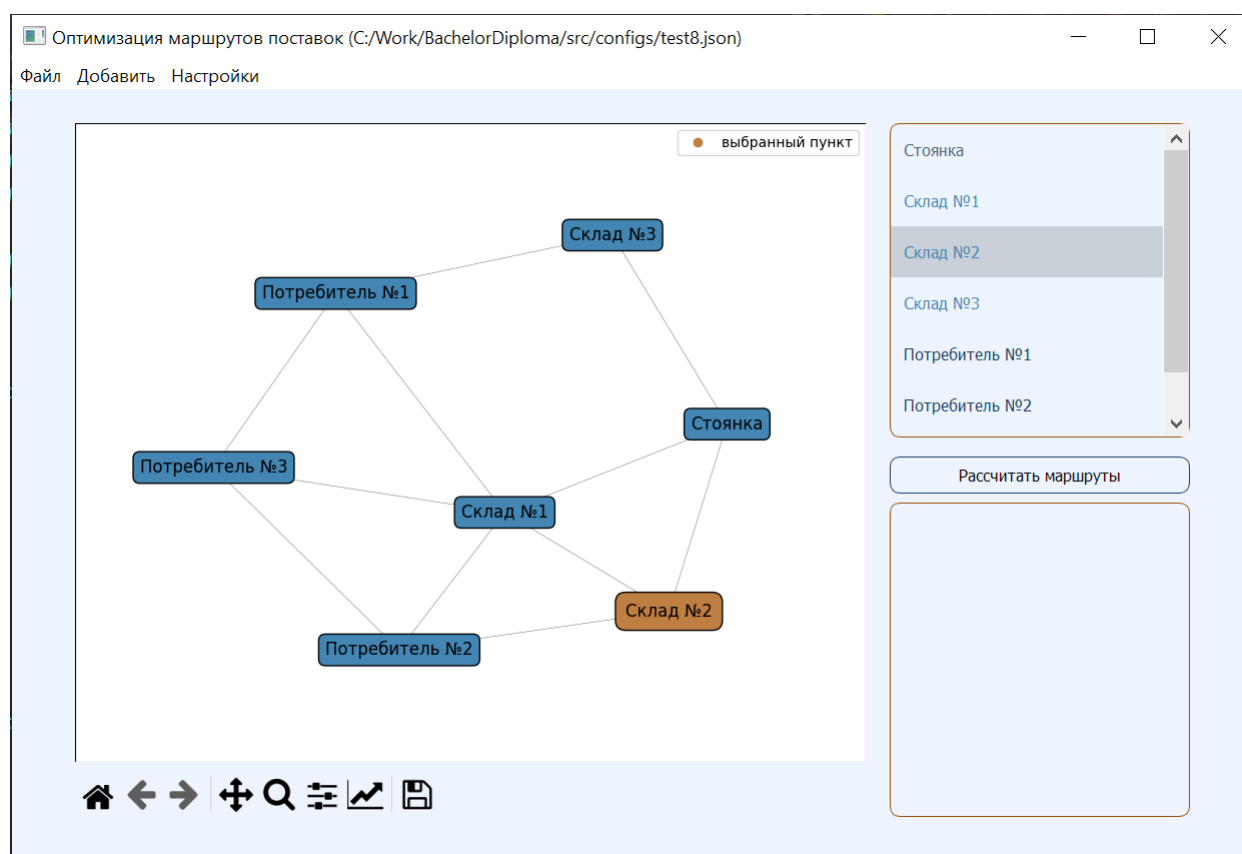 Оптимизация маршрутов поставок (C:/Work/BachelorDiploma/src/configs/test8.json)
Файл Добавить Настройки
выбранный пункт
Склад №3
Потребитель №1
Стоянка
Потребитель №3
Склад №1
Склад №2
Потребитель №2
Стоянка
Склад №1
Склад №2
Склад №3
Потребитель №1
Потребитель №2
Рассчитать маршруты